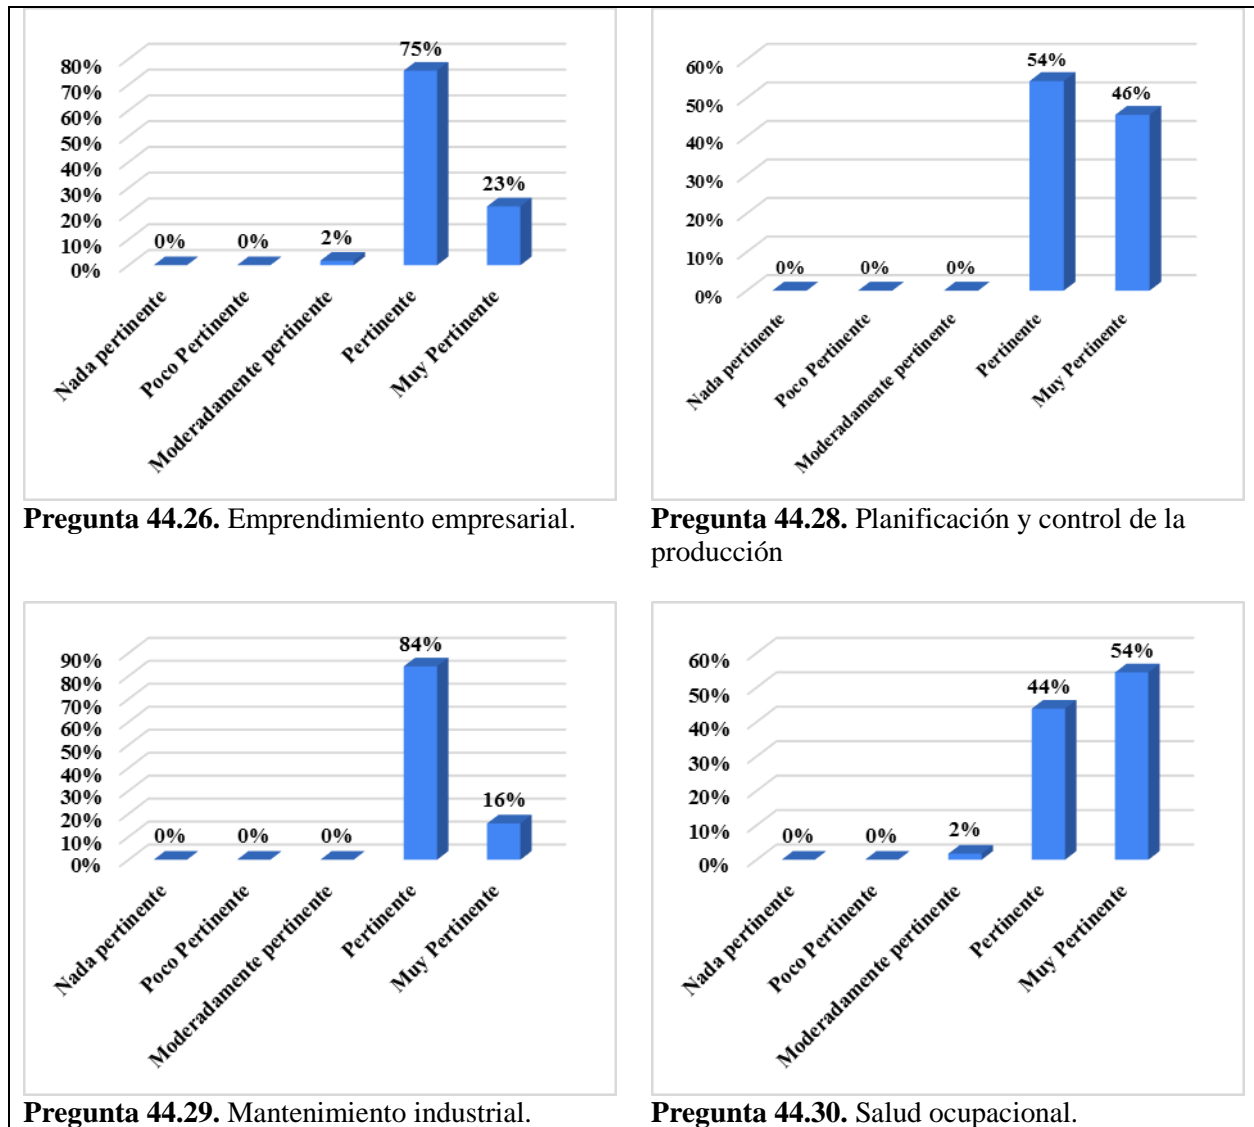 75%
80%
70%
60%
50%
40%
30%
20%
10%
0%
0%
0%
2%
23%
Nada pertinente
Poco Pertinente
Moderadamente pertinente
Pertinente
Muy Pertinente
Pregunta 44.26. Emprendimiento empresarial.
54%
60%
50%
40%
30%
20%
10%
0%
0%
0%
0%
46%
Nada pertinente
Poco Pertinente
Moderadamente pertinente
Pertinente
Muy Pertinente
Pregunta 44.28. Planificación y control de la
producción
84%
90%
80%
70%
60%
50%
40%
30%
20%
10%
0%
0%
0%
0%
16%
Nada pertinente
Poco Pertinente
Moderadamente pertinente
Pertinente
Muy Pertinente
Pregunta 44.29. Mantenimiento industrial.
54%
60%
50%
40%
30%
20%
10%
0%
0%
0%
2%
44%
Nada pertinente
Poco Pertinente
Moderadamente pertinente
Pertinente
Muy Pertinente
Pregunta 44.30. Salud ocupacional.